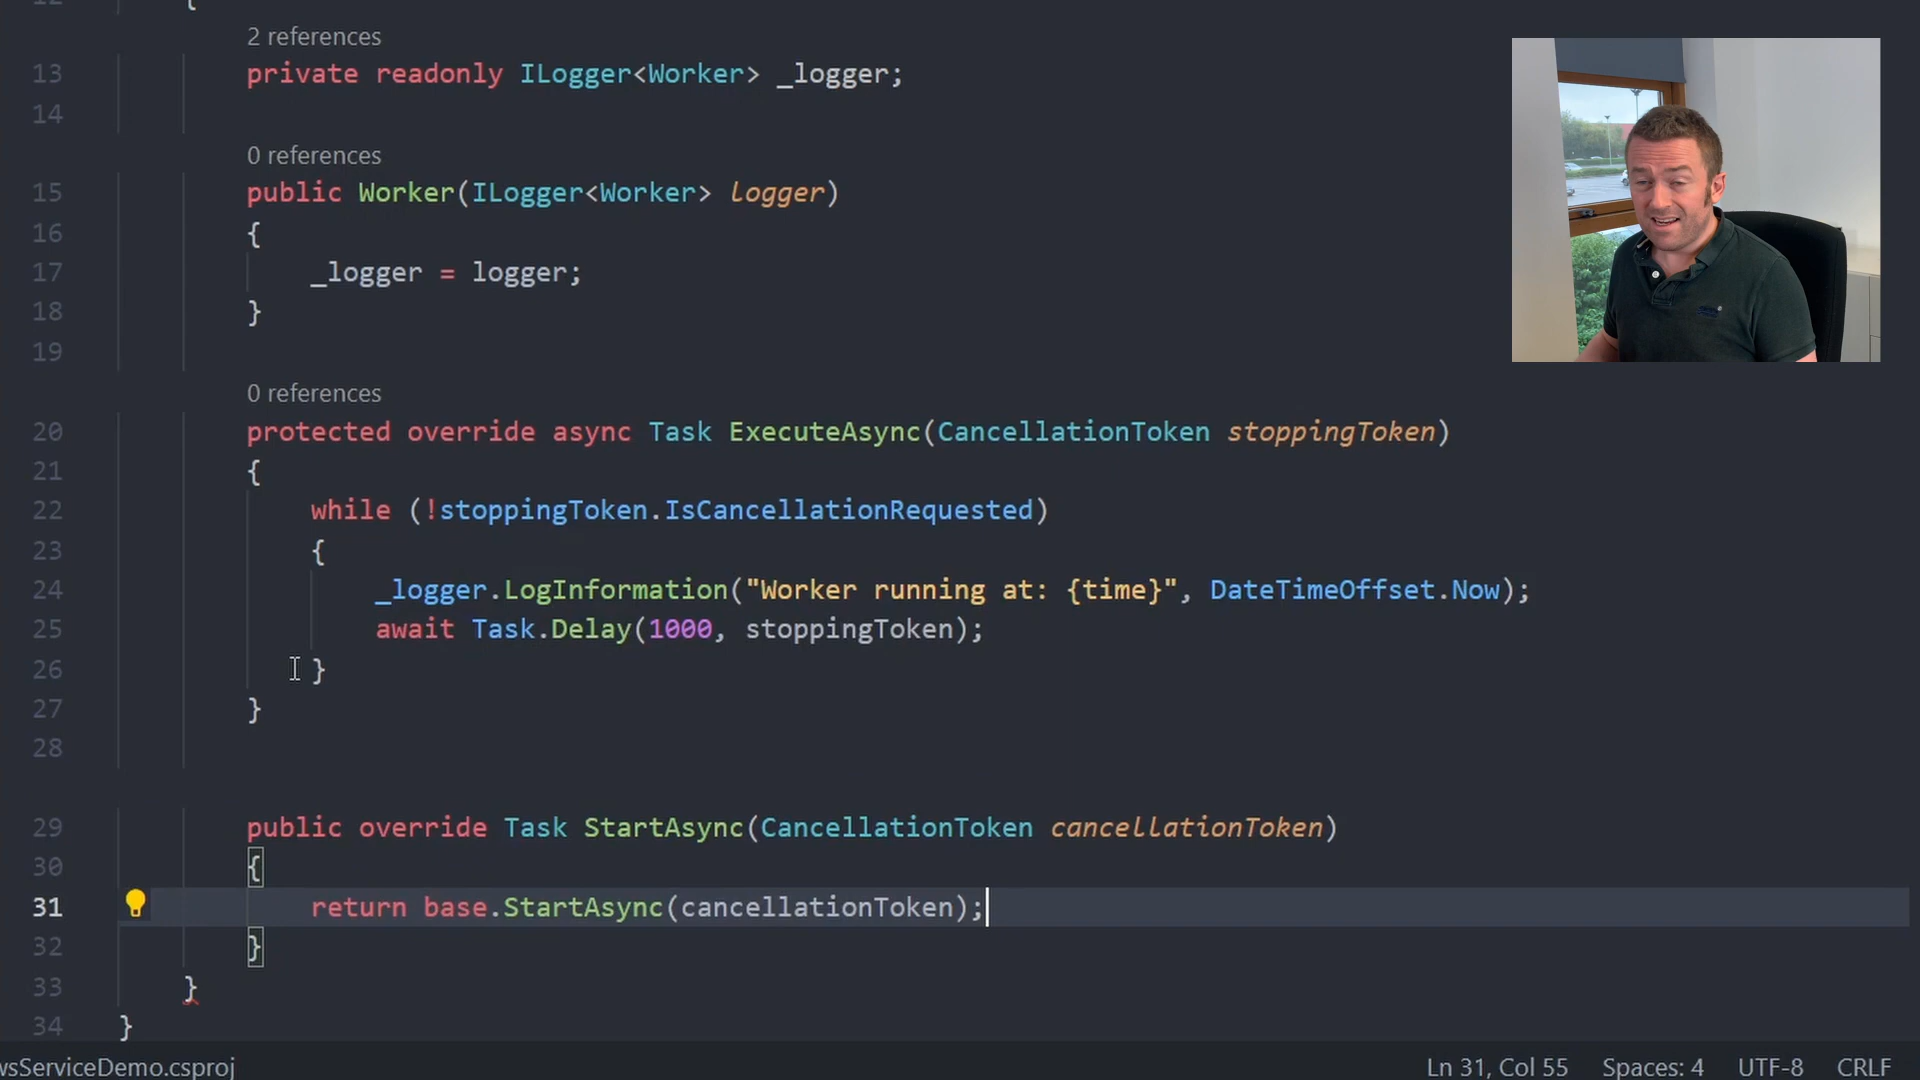 12 {
2 references
13 private readonly ILogger<Worker> _logger;
14
0 references
15 public Worker(ILogger<Worker> logger)
16 {
17 _logger = logger;
18 }
19
0 references
20 protected override async Task ExecuteAsync(CancellationToken stoppingToken)
21 {
22 while (!stoppingToken.IsCancellationRequested)
23 {
24 _logger.LogInformation("Worker running at: {time}", DateTimeOffset.Now);
25 await Task.Delay(1000, stoppingToken);
26 }
27 }
28
29 public override Task StartAsync(CancellationToken cancellationToken)
30 {
31 return base.StartAsync(cancellationToken);
32 }
33 }
34 }
wsServiceDemo.csproj Ln 31, Col 55 Spaces: 4 UTF-8 CRLF